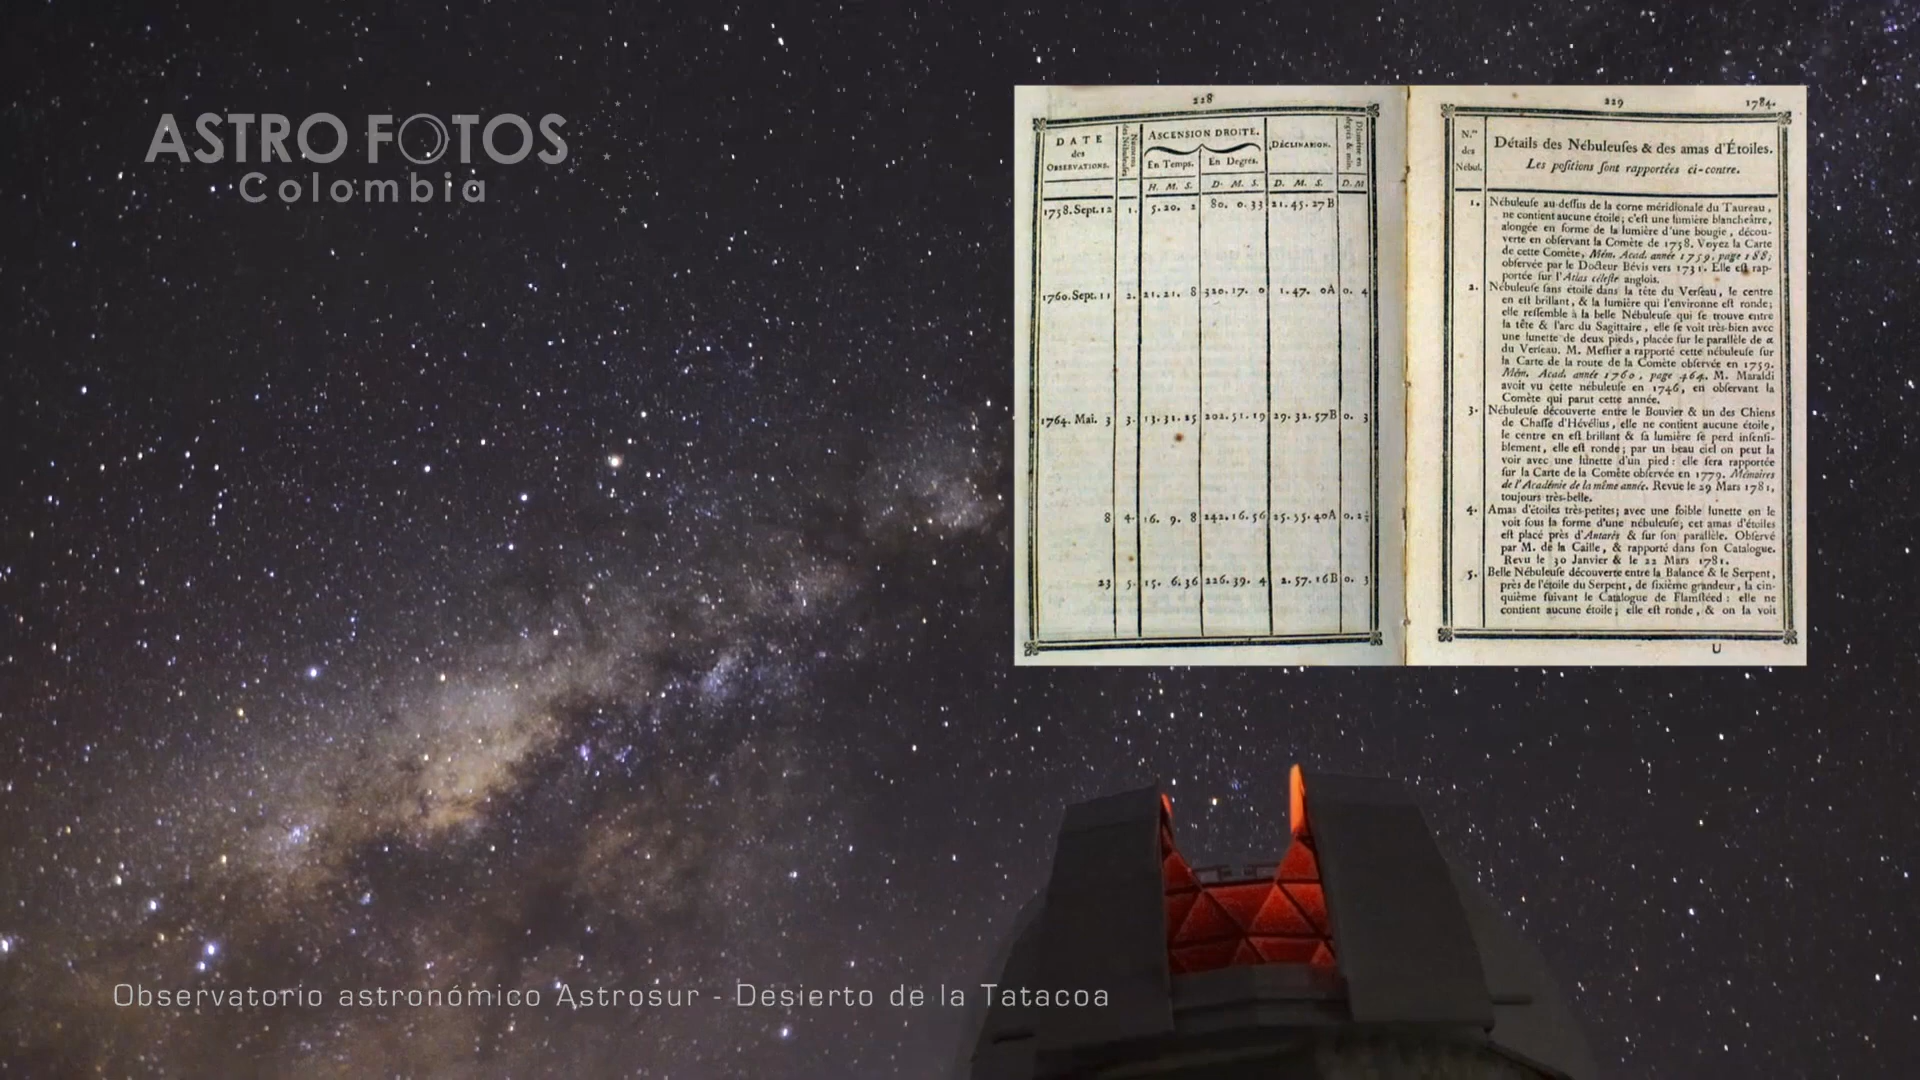 ASTRO FOTOS
Colombia
228
DATE
des
OBSERVATIONS.
Numéros
des Nébuleuses
ASCENSION DROITE.
En Temps.
En Degrés.
DÉCLINAISON.
H. M. S.
D. M. S.
D. M. S.
D. M
1758. Sept. 12 1. 5. 20. 2 80. 0. 33 21. 45. 27 B
1760. Sept. 11 2. 21. 21. 8 320. 17. 0 1. 47. 0A 0. 4
1764. Mai. 3 3. 13. 31. 25 202. 51. 19 29. 32. 57B 0. 3
8 4. 16. 9. 8 242. 16. 56 25. 55. 40A 0. 2½
23 5. 15. 6. 36 226. 39. 4 2. 57. 16B 0. 3
229
1784.
N.os
des
Nébul.
Détails des Nébuleuſes & des amas d'Étoiles.
Les poſitions ſont rapportées ci-contre.
1. Nébuleuſe au-deſſus de la corne méridionale du Taureau,
ne contient aucune étoile; c'eſt une lumière blancheâtre,
alongée en forme de la lumière d'une bougie, décou-
verte en obſervant la Comète de 1758. Voyez la Carte
de cette Comète, Mém. Acad. année 1759, page 188;
obſervée par le Docteur Bévis vers 1731. Elle eſt rap-
portée ſur l'Atlas céleſte anglois.
2. Nébuleuſe ſans étoile dans la tête du Verſeau, le centre
en eſt brillant, & la lumière qui l'environne eſt ronde;
elle reſſemble à la belle Nébuleuſe qui ſe trouve entre
la tête & l'arc du Sagittaire, elle ſe voit très-bien avec
une lunette de deux pieds, placée ſur le parallèle de α
du Verſeau. M. Meſſier a rapporté cette nébuleuſe ſur
la Carte de la route de la Comète obſervée en 1759.
Mém. Acad. année 1760, page 464. M. Maraldi
avoit vu cette nébuleuſe en 1746, en obſervant la
Comète qui parut cette année.
3. Nébuleuſe découverte entre le Bouvier & un des Chiens
de Chaſſe d'Hévélius, elle ne contient aucune étoile,
le centre en eſt brillant & ſa lumière ſe perd inſenſi-
blement, elle eſt ronde; par un beau ciel on peut la
voir avec une lunette d'un pied: elle ſera rapportée
ſur la Carte de la Comète obſervée en 1779. Mémoires
de l'Académie de la même année. Revue le 29 Mars 1781,
toujours très-belle.
4. Amas d'étoiles très-petites; avec une foible lunette on le
voit ſous la forme d'une nébuleuſe; cet amas d'étoiles
eſt placé près d'Antarès & ſur ſon parallèle. Obſervé
par M. de la Caille, & rapporté dans ſon Catalogue.
Revu le 30 Janvier & le 22 Mars 1781.
5. Belle Nébuleuſe découverte entre la Balance & le Serpent,
près de l'étoile du Serpent, de ſixième grandeur, la cin-
quième ſuivant le Catalogue de Flamſtéed: elle ne
contient aucune étoile; elle eſt ronde, & on la voit
U
Observatorio astronómico Astrosur - Desierto de la Tatacoa